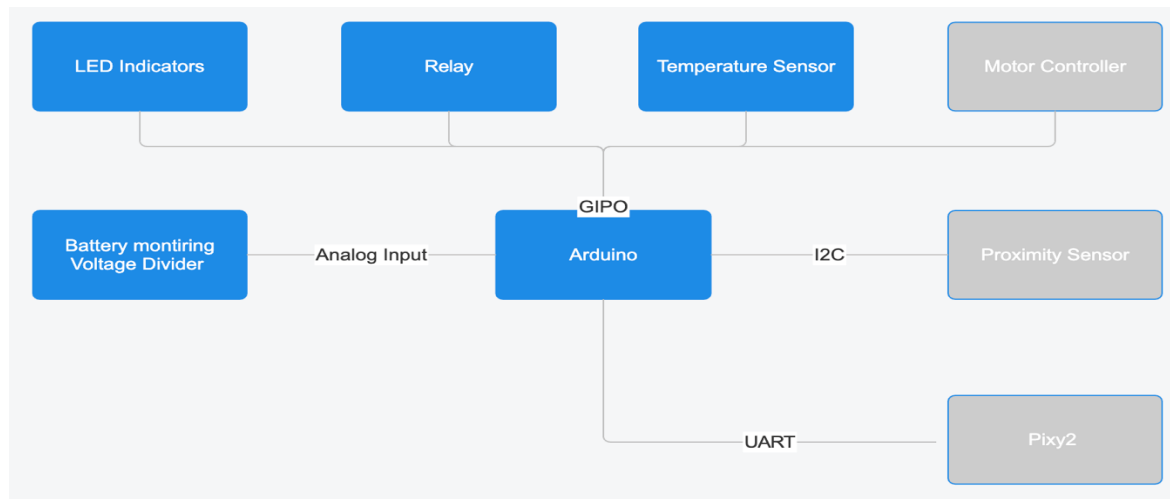 LED Indicators
Relay
Temperature Sensor
Motor Controller
GIPO
Battery montiring
Voltage Divider
Analog Input
Arduino
I2C
Proximity Sensor
UART
Pixy2